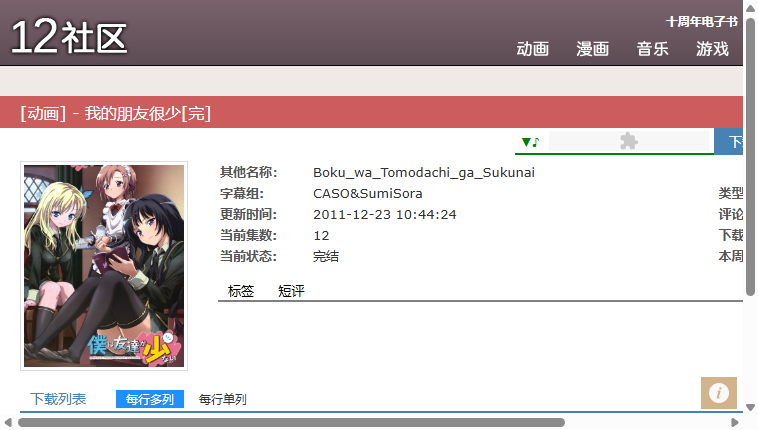 12社区
十周年电子书
动画 漫画 音乐 游戏
[动画] - 我的朋友很少[完]
▼♪
下
其他名称: Boku_wa_Tomodachi_ga_Sukunai
字幕组: CASO&SumiSora 类型
更新时间: 2011-12-23 10:44:24 评论
当前集数: 12 下载
当前状态: 完结 本周
标签 短评
僕は友達が少ない
下载列表 每行多列 每行单列